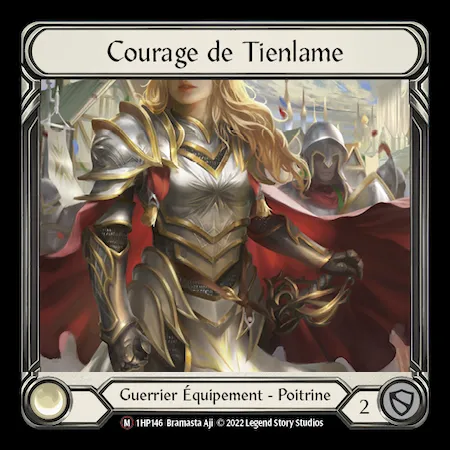 Courage de Tienlame
Guerrier Équipement - Poitrine
2
M 1HP146 Bramasta Aji © 2022 Legend Story Studios